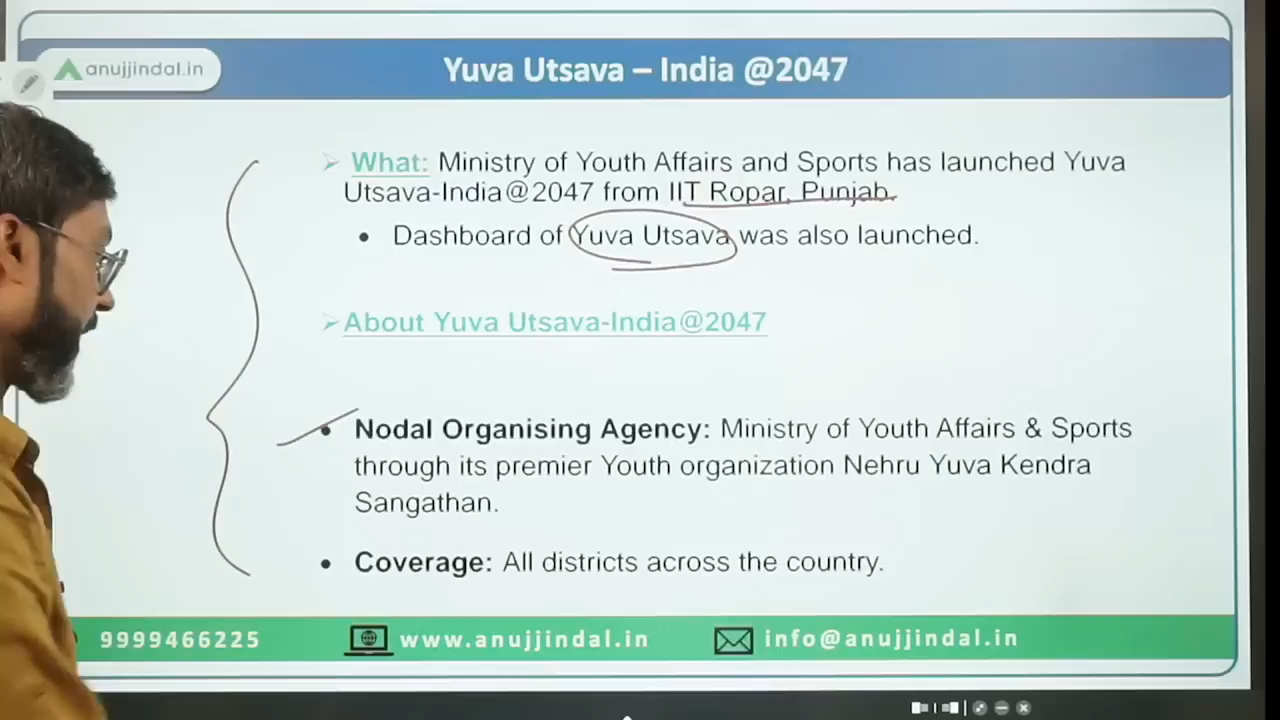 anujjindal.in
Yuva Utsava – India @2047
What: Ministry of Youth Affairs and Sports has launched Yuva
Utsava-India@2047 from IIT Ropar, Punjab.
Dashboard of Yuva Utsava was also launched.
About Yuva Utsava-India@2047
Nodal Organising Agency: Ministry of Youth Affairs & Sports
through its premier Youth organization Nehru Yuva Kendra
Sangathan.
Coverage: All districts across the country.
9999466225 www.anujjindal.in info@anujjindal.in